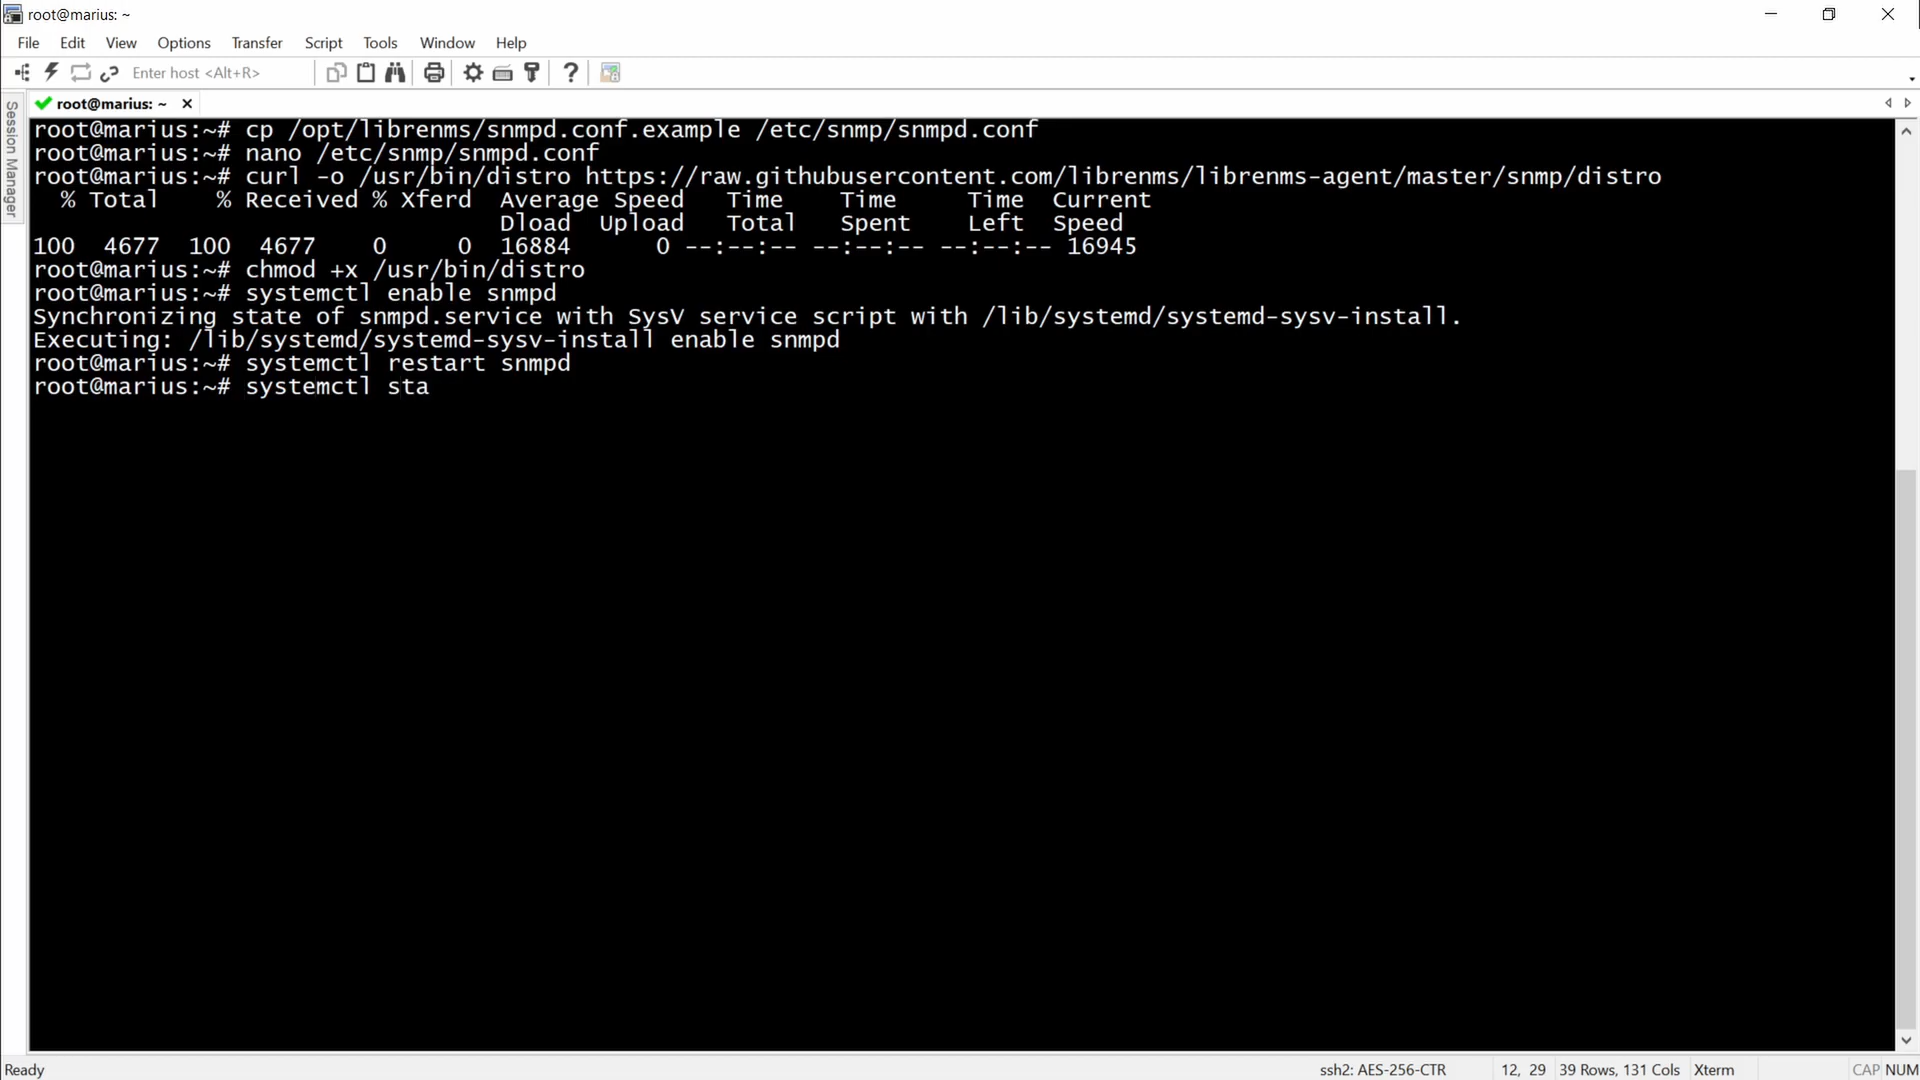 root@marius: ~
File Edit View Options Transfer Script Tools Window Help
Enter host <Alt+R>
Session Manager
root@marius: ~
root@marius:~# cp /opt/librenms/snmpd.conf.example /etc/snmp/snmpd.conf
root@marius:~# nano /etc/snmp/snmpd.conf
root@marius:~# curl -o /usr/bin/distro https://raw.githubusercontent.com/librenms/librenms-agent/master/snmp/distro
  % Total    % Received % Xferd  Average Speed   Time    Time     Time  Current
                                 Dload  Upload   Total   Spent    Left  Speed
100  4677  100  4677    0     0  16884      0 --:--:-- --:--:-- --:--:-- 16945
root@marius:~# chmod +x /usr/bin/distro
root@marius:~# systemctl enable snmpd
Synchronizing state of snmpd.service with SysV service script with /lib/systemd/systemd-sysv-install.
Executing: /lib/systemd/systemd-sysv-install enable snmpd
root@marius:~# systemctl restart snmpd
root@marius:~# systemctl sta
Ready ssh2: AES-256-CTR 12, 29 39 Rows, 131 Cols Xterm CAP NUM